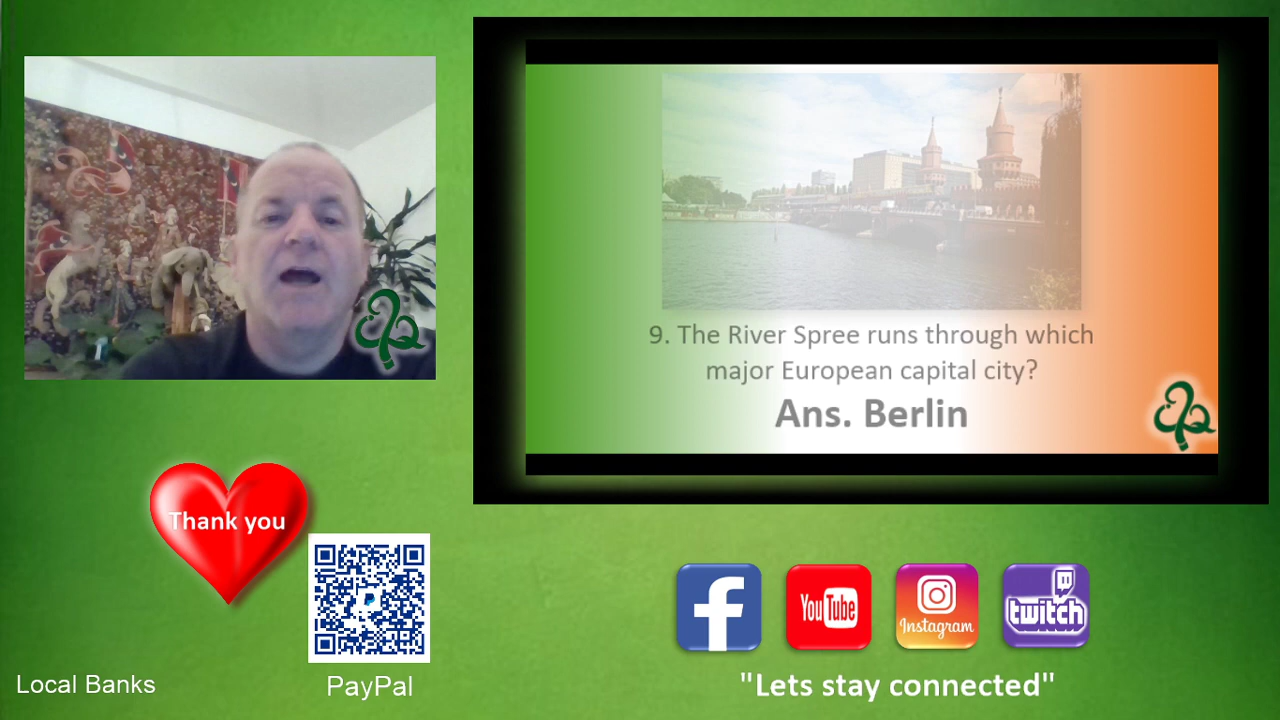 9. The River Spree runs through which
major European capital city?
Ans. Berlin
Thank you
Local Banks
PayPal
YouTube
Instagram
twitch
"Lets stay connected"